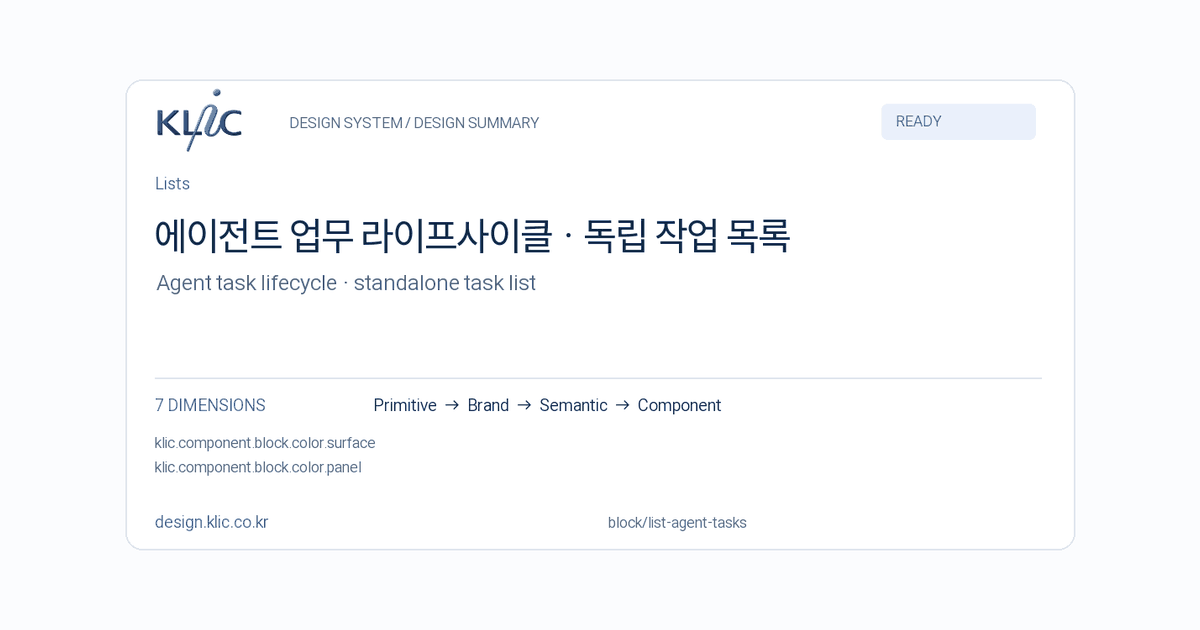 KLiC
DESIGN SYSTEM / DESIGN SUMMARY
READY
Lists
에이전트 업무 라이프사이클 · 독립 작업 목록
Agent task lifecycle · standalone task list
7 DIMENSIONS
Primitive → Brand → Semantic → Component
klic.component.block.color.surface
klic.component.block.color.panel
design.klic.co.kr
block/list-agent-tasks